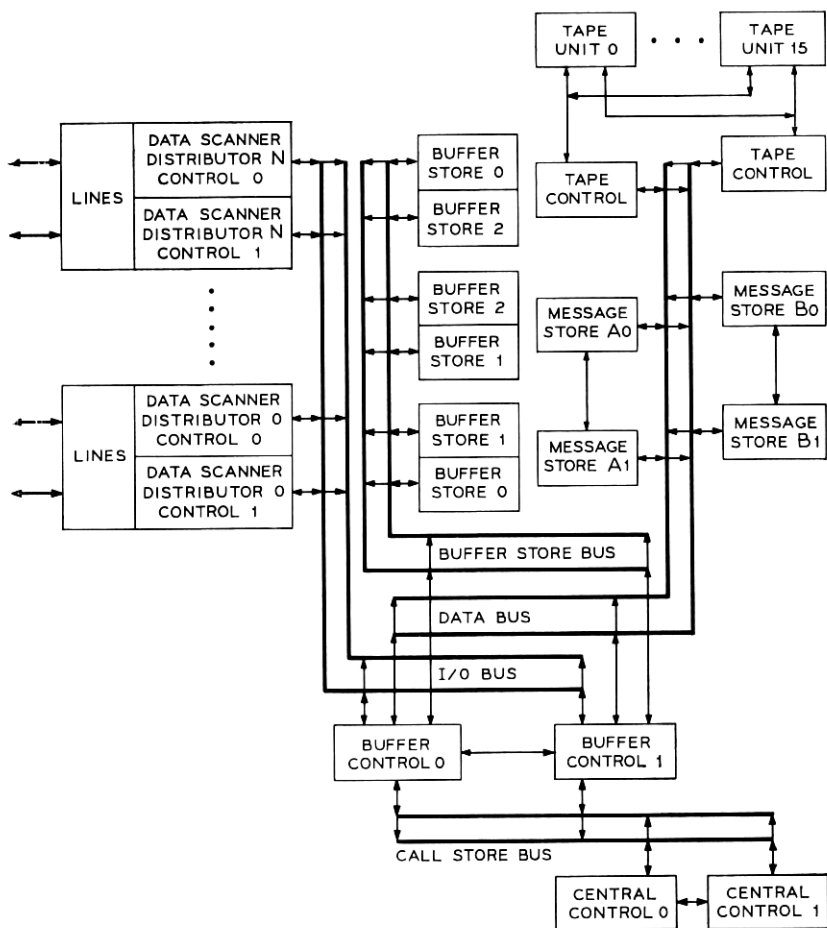 TAPE
UNIT 0
TAPE
UNIT 15
LINES
DATA SCANNER
DISTRIBUTOR N
CONTROL 0
DATA SCANNER
DISTRIBUTOR N
CONTROL 1
BUFFER
STORE 0
BUFFER
STORE 2
TAPE
CONTROL
TAPE
CONTROL
BUFFER
STORE 2
BUFFER
STORE 1
MESSAGE
STORE A0
MESSAGE
STORE B0
LINES
DATA SCANNER
DISTRIBUTOR 0
CONTROL 0
DATA SCANNER
DISTRIBUTOR 0
CONTROL 1
BUFFER
STORE 1
BUFFER
STORE 0
MESSAGE
STORE A1
MESSAGE
STORE B1
BUFFER STORE BUS
DATA BUS
I/O BUS
BUFFER
CONTROL 0
BUFFER
CONTROL 1
CALL STORE BUS
CENTRAL
CONTROL 0
CENTRAL
CONTROL 1